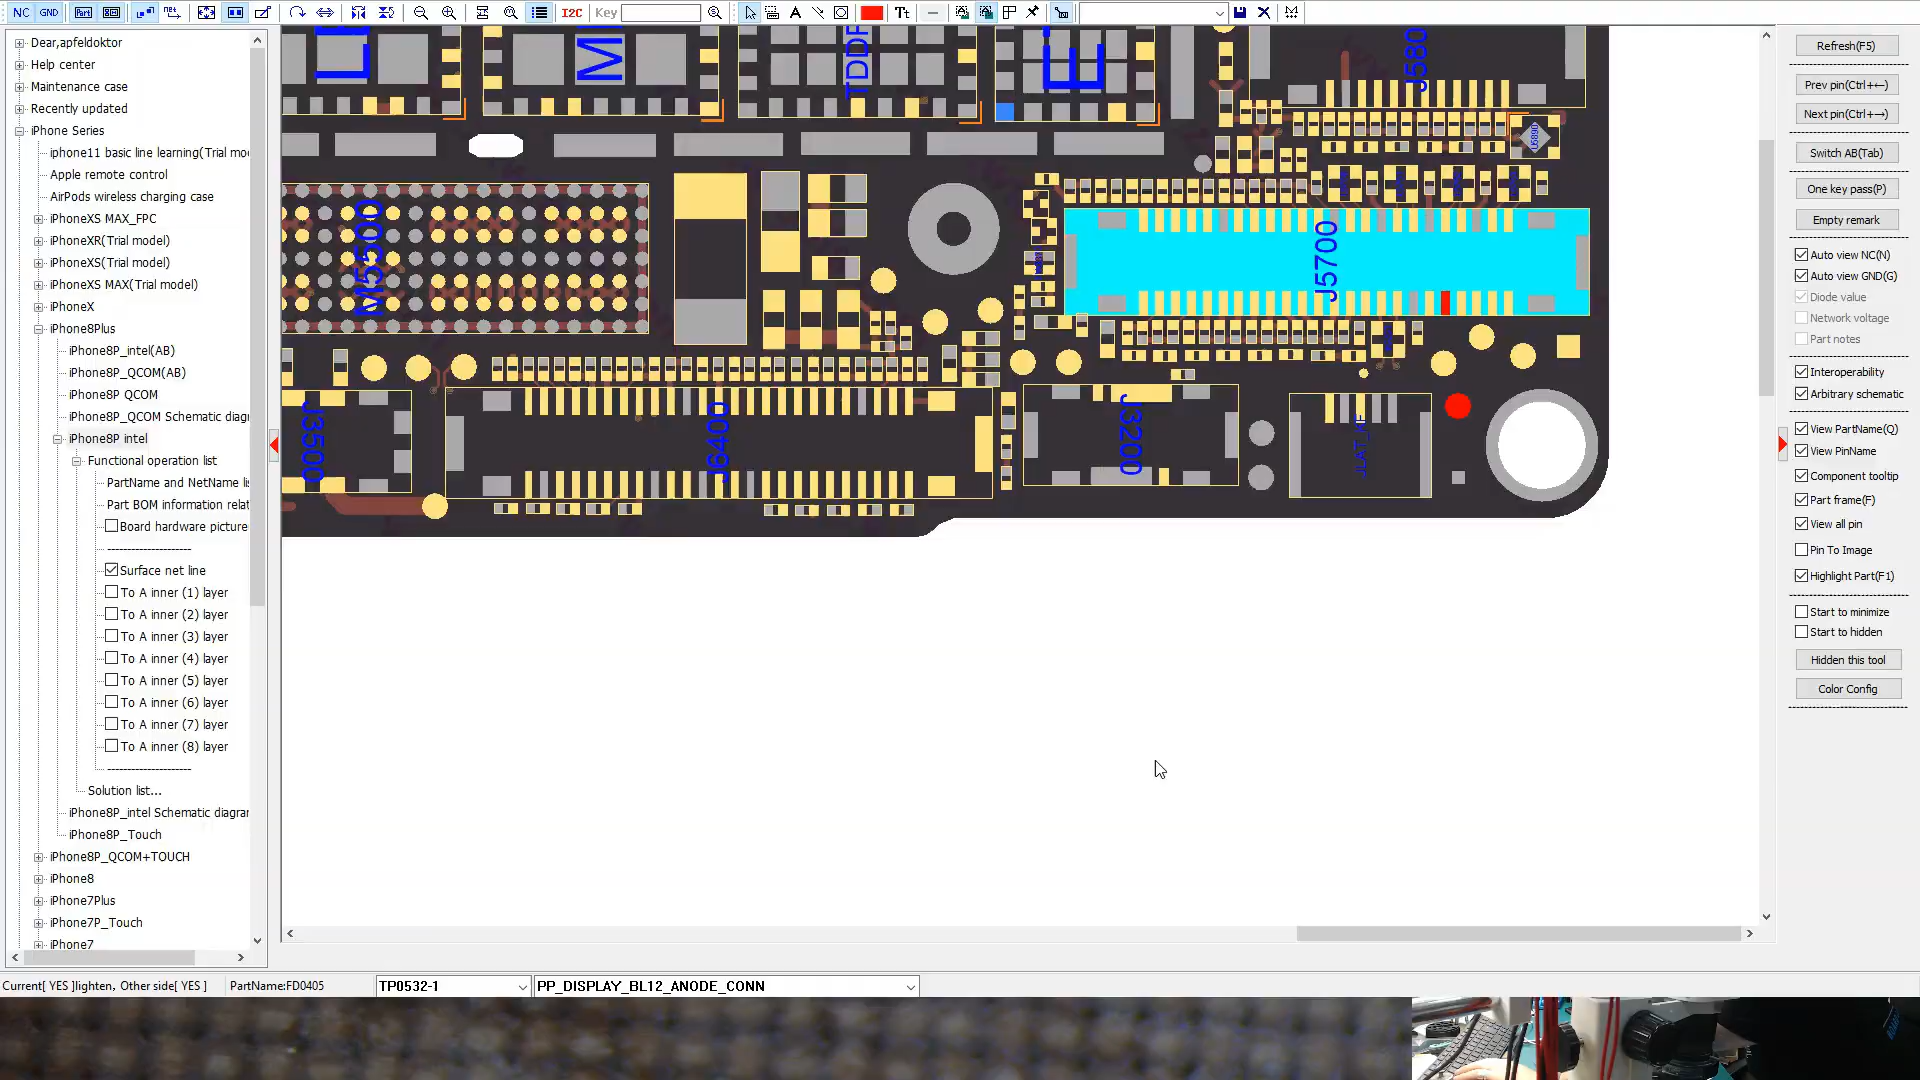 NC GND Part Net. I2C Key Tt
Dear,apfeldoktor
Help center
Maintenance case
Recently updated
iPhone Series
iphone11 basic line learning(Trial mo
Apple remote control
AirPods wireless charging case
iPhoneXS MAX_FPC
iPhoneXR(Trial model)
iPhoneXS(Trial model)
iPhoneXS MAX(Trial model)
iPhoneX
iPhone8Plus
iPhone8P_intel(AB)
iPhone8P_QCOM(AB)
iPhone8P QCOM
iPhone8P_QCOM Schematic diagr
iPhone8P intel
Functional operation list
PartName and NetName li
Part BOM information relat
Board hardware picture
--------------------
Surface net line
To A inner (1) layer
To A inner (2) layer
To A inner (3) layer
To A inner (4) layer
To A inner (5) layer
To A inner (6) layer
To A inner (7) layer
To A inner (8) layer
--------------------
Solution list...
iPhone8P_intel Schematic diagrar
iPhone8P_Touch
iPhone8P_QCOM+TOUCH
iPhone8
iPhone7Plus
iPhone7P_Touch
iPhone7
M
TDDF
E
J580
U5890
M5500
J5700
J3500
J6400
J3200
Refresh(F5)
Prev pin(Ctrl+←)
Next pin(Ctrl+→)
Switch AB(Tab)
One key pass(P)
Empty remark
Auto view NC(N)
Auto view GND(G)
Diode value
Network voltage
Part notes
Interoperability
Arbitrary schematic
View PartName(Q)
View PinName
Component tooltip
Part frame(F)
View all pin
Pin To Image
Highlight Part(F1)
Start to minimize
Start to hidden
Hidden this tool
Color Config
Current[ YES ]lighten, Other side[ YES ] PartName:FD0405 TP0532-1 PP_DISPLAY_BL12_ANODE_CONN